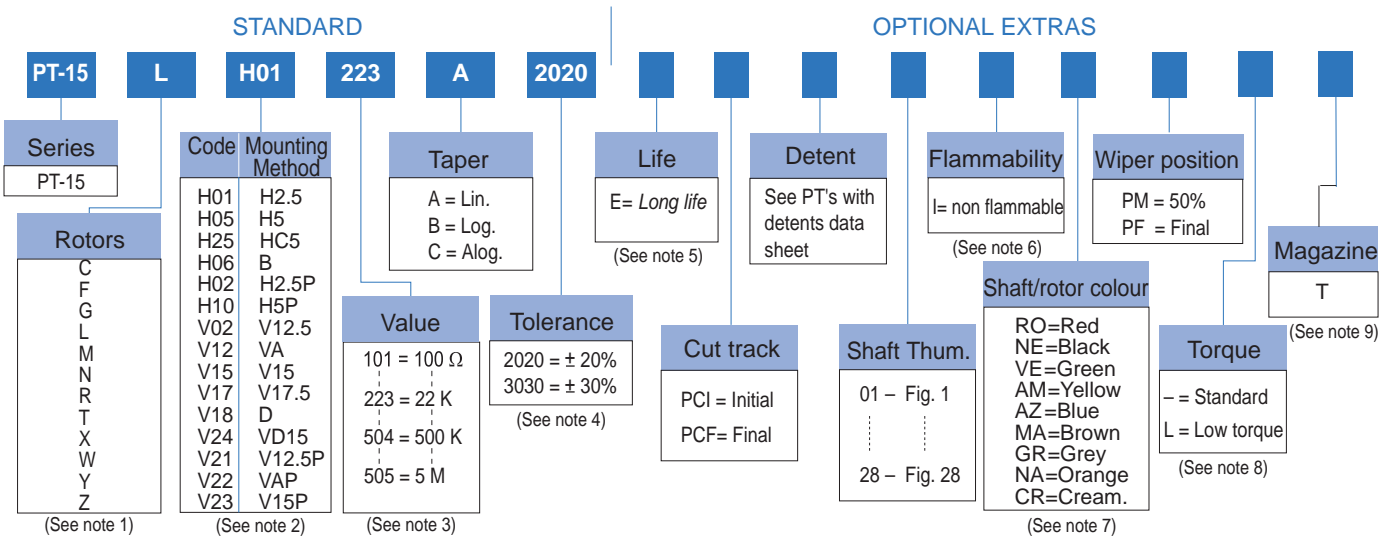 STANDARD
OPTIONAL EXTRAS
PT-15 L H01 223 A 2020
Series
PT-15
Rotors
C
F
G
L
M
N
R
T
X
W
Y
Z
(See note 1)
Code Mounting
Method
H01 H2.5
H05 H5
H25 HC5
H06 B
H02 H2.5P
H10 H5P
V02 V12.5
V12 VA
V15 V15
V17 V17.5
V18 D
V24 VD15
V21 V12.5P
V22 VAP
V23 V15P
(See note 2)
Taper
A = Lin.
B = Log.
C = Alog.
Value
101 = 100 Ω
223 = 22 K
504 = 500 K
505 = 5 M
(See note 3)
Tolerance
2020 = ± 20%
3030 = ± 30%
(See note 4)
Life
E= Long life
(See note 5)
Cut track
PCI = Initial
PCF= Final
Detent
See PT's with
detents data
sheet
Shaft Thum.
01 – Fig. 1
28 – Fig. 28
Flammability
I= non flammable
(See note 6)
Shaft/rotor colour
RO=Red
NE=Black
VE=Green
AM=Yellow
AZ=Blue
MA=Brown
GR=Grey
NA=Orange
CR=Cream.
(See note 7)
Wiper position
PM = 50%
PF = Final
Torque
– = Standard
L = Low torque
(See note 8)
Magazine
T
(See note 9)